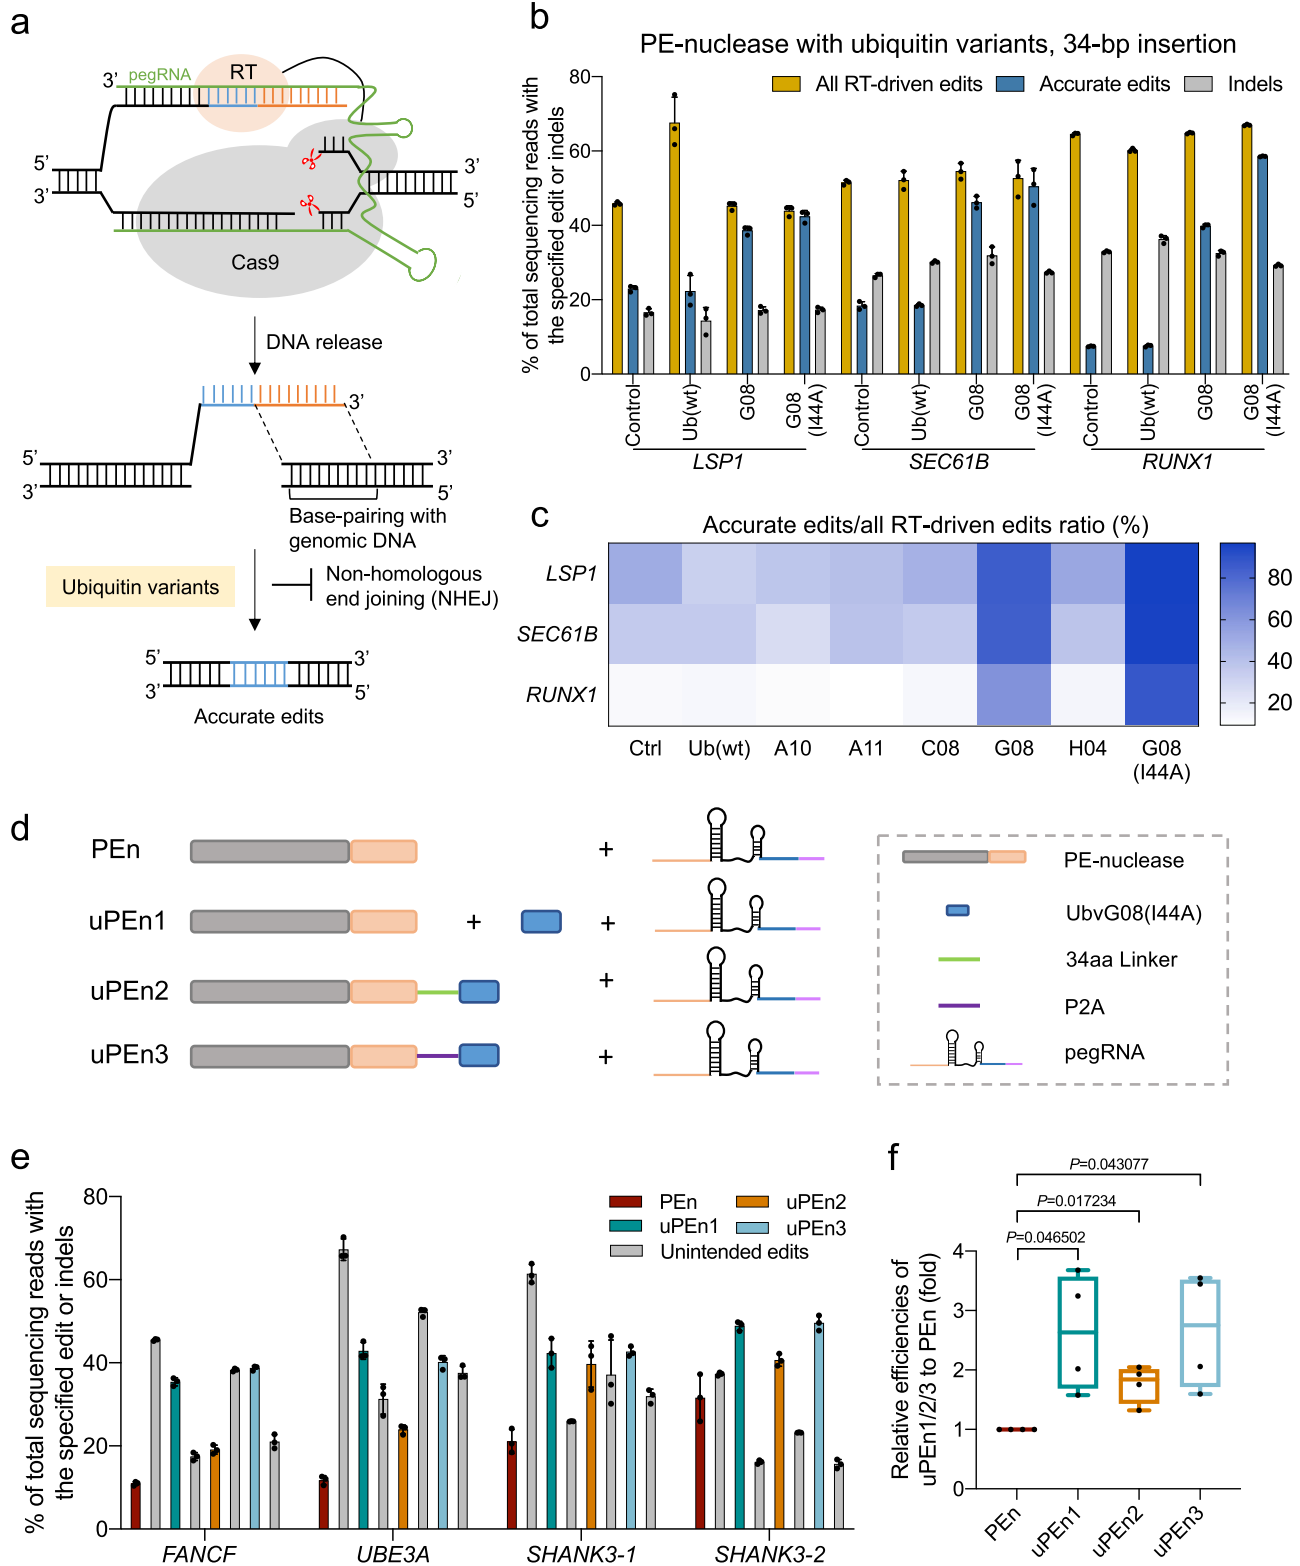 a
3’
pegRNA
RT
5’
3’
3’
5’
Cas9
DNA release
3’
5’
3’
3’
5’
Base-pairing with
genomic DNA
Ubiquitin variants
Non-homologous
end joining (NHEJ)
5’
3’
3’
5’
Accurate edits
b
PE-nuclease with ubiquitin variants, 34-bp insertion
All RT-driven edits
Accurate edits
Indels
% of total sequencing reads with
the specified edit or indels
80
60
40
20
0
Control
Ub(wt)
G08
G08
(I44A)
Control
Ub(wt)
G08
G08
(I44A)
Control
Ub(wt)
G08
G08
(I44A)
LSP1
SEC61B
RUNX1
c
Accurate edits/all RT-driven edits ratio (%)
LSP1
SEC61B
RUNX1
80
60
40
20
Ctrl
Ub(wt)
A10
A11
C08
G08
H04
G08
(I44A)
d
PEn
+
uPEn1
+
+
uPEn2
+
uPEn3
+
PE-nuclease
UbvG08(I44A)
34aa Linker
P2A
pegRNA
e
% of total sequencing reads with
the specified edit or indels
80
60
40
20
0
PEn
uPEn2
uPEn1
uPEn3
Unintended edits
FANCF
UBE3A
SHANK3-1
SHANK3-2
f
P=0.043077
P=0.017234
P=0.046502
Relative efficiencies of
uPEn1/2/3 to PEn (fold)
4
3
2
1
0
PEn
uPEn1
uPEn2
uPEn3